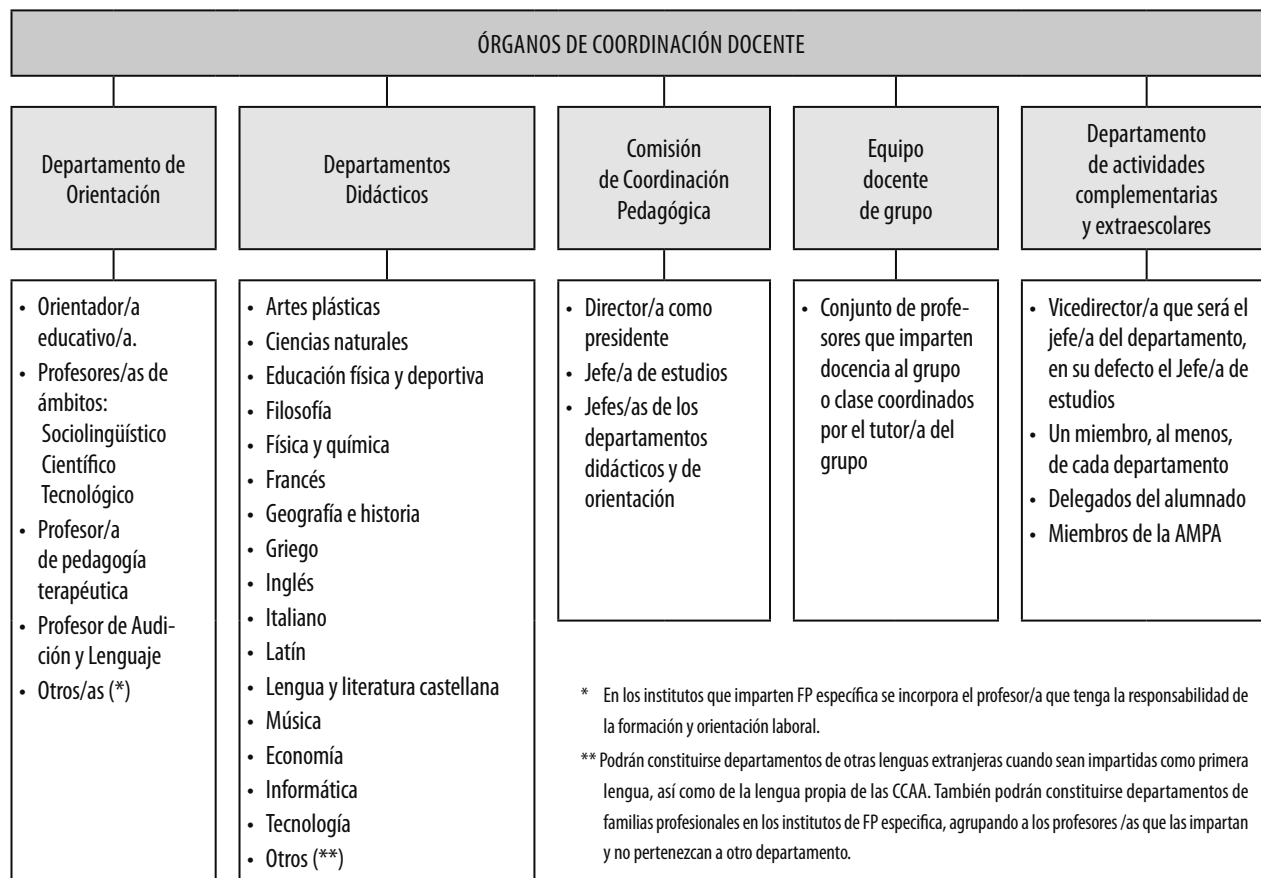 ÓRGANOS DE COORDINACIÓN DOCENTE
Departamento de
Orientación
Departamentos
Didácticos
Comisión
de Coordinación
Pedagógica
Equipo
docente
de grupo
Departamento
de actividades
complementarias
y extraescolares
• Orientador/a
educativo/a.
• Profesores/as de
ámbitos:
Sociolingüístico
Científico
Tecnológico
• Profesor/a
de pedagogía
terapéutica
• Profesor de Audi-
ción y Lenguaje
• Otros/as (*)
• Artes plásticas
• Ciencias naturales
• Educación física y deportiva
• Filosofía
• Física y química
• Francés
• Geografía e historia
• Griego
• Inglés
• Italiano
• Latín
• Lengua y literatura castellana
• Música
• Economía
• Informática
• Tecnología
• Otros (**)
• Director/a como
presidente
• Jefe/a de estudios
• Jefes/as de los
departamentos
didácticos y de
orientación
• Conjunto de profe-
sores que imparten
docencia al grupo
o clase coordinados
por el tutor/a del
grupo
• Vicedirector/a que será el
jefe/a del departamento,
en su defecto el Jefe/a de
estudios
• Un miembro, al menos,
de cada departamento
• Delegados del alumnado
• Miembros de la AMPA
* En los institutos que imparten FP específica se incorpora el profesor/a que tenga la responsabilidad de
la formación y orientación laboral.
** Podrán constituirse departamentos de otras lenguas extranjeras cuando sean impartidas como primera
lengua, así como de la lengua propia de las CCAA. También podrán constituirse departamentos de
familias profesionales en los institutos de FP especifica, agrupando a los profesores /as que las impartan
y no pertenezcan a otro departamento.